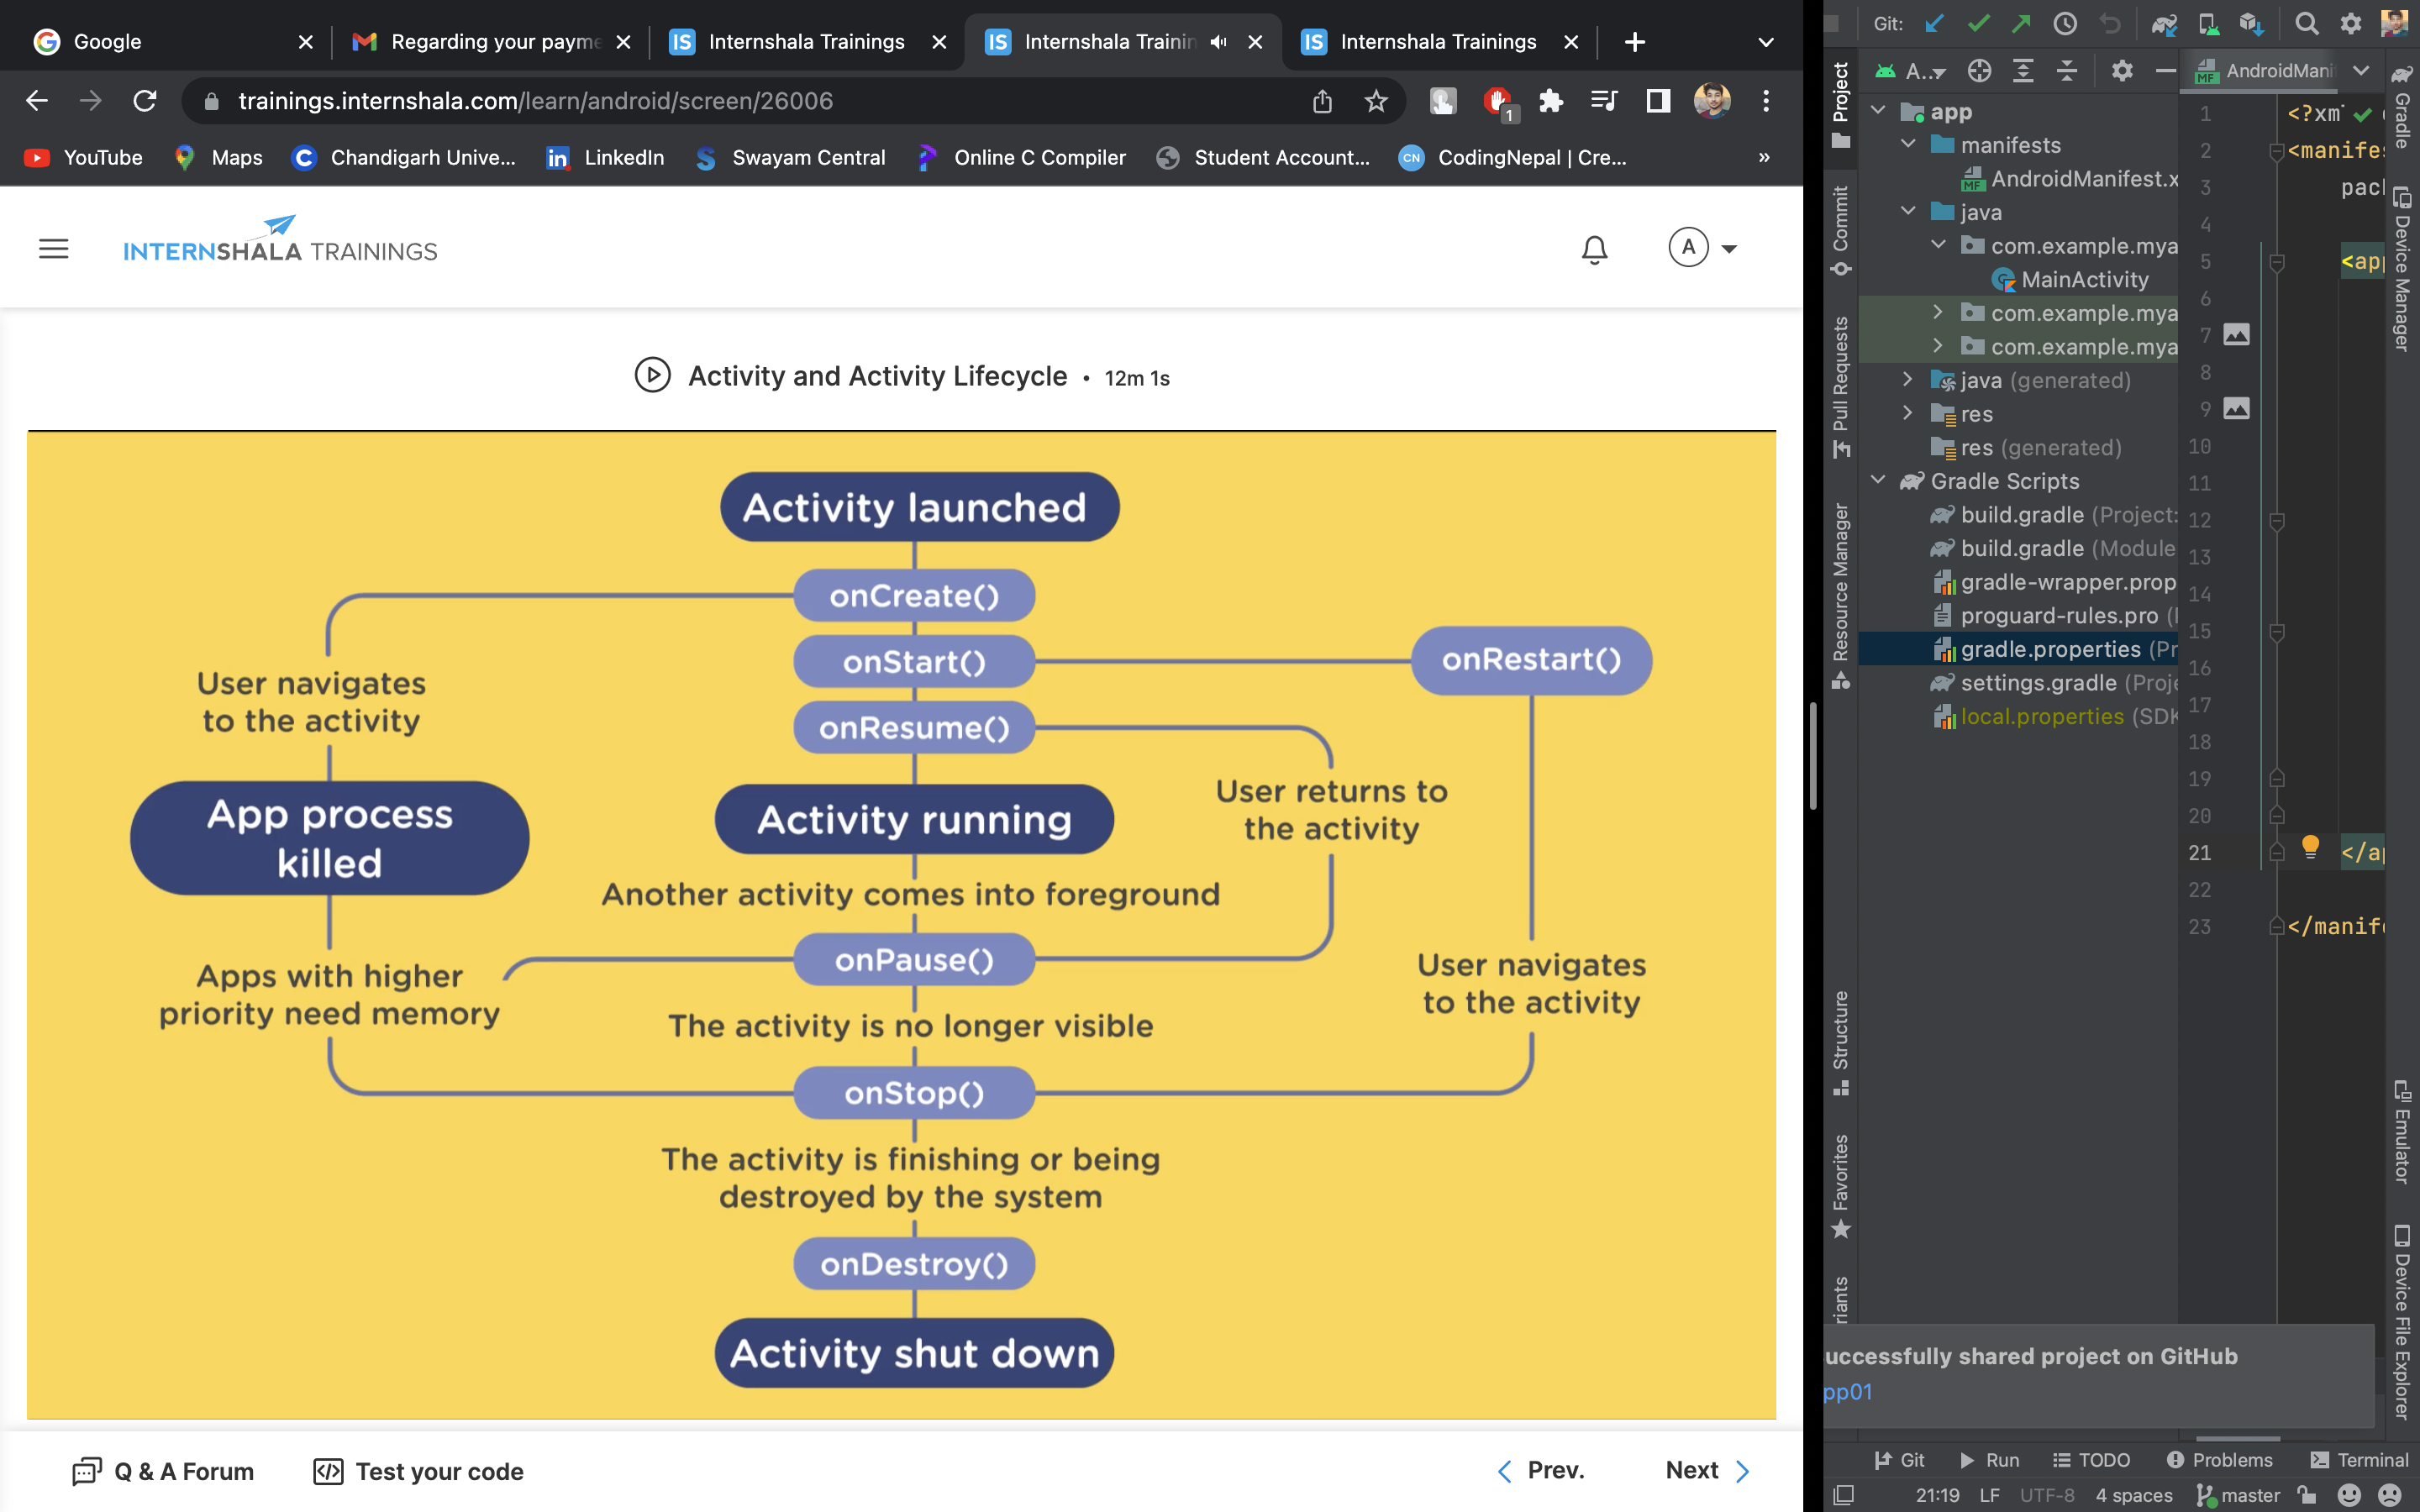 Google
Regarding your payme
Internshala Trainings
Internshala Trainin
Internshala Trainings
trainings.internshala.com/learn/android/screen/26006
1
YouTube
Maps
Chandigarh Unive...
LinkedIn
Swayam Central
Online C Compiler
Student Account...
CodingNepal | Cre...
»
INTERNSHALA TRAININGS
A
Activity and Activity Lifecycle • 12m 1s
Activity launched
onCreate()
onStart()
onRestart()
onResume()
User navigates
to the activity
App process
killed
Activity running
User returns to
the activity
Another activity comes into foreground
onPause()
Apps with higher
priority need memory
User navigates
to the activity
The activity is no longer visible
onStop()
The activity is finishing or being
destroyed by the system
onDestroy()
Activity shut down
Q & A Forum
Test your code
Prev.
Next
Git:
Project
Commit
Pull Requests
Resource Manager
Structure
Favorites
riants
A..
AndroidMani
app
manifests
AndroidManifest.x
java
com.example.mya
MainActivity
com.example.mya
com.example.mya
java (generated)
res
res (generated)
Gradle Scripts
build.gradle (Project:
build.gradle (Module
gradle-wrapper.prop
proguard-rules.pro (
gradle.properties (Pr
settings.gradle (Proje
local.properties (SDK
1 <?xm
2 <manifes
3 pac
4
5 <app
6
7
8
9
10
11
12
13
14
15
16
17
18
19
20
21 </ap
22
23 </manife
Gradle
Device Manager
Emulator
Device File Explorer
uccessfully shared project on GitHub
pp01
Git
Run
TODO
Problems
Terminal
21:19 LF UTF-8 4 spaces master